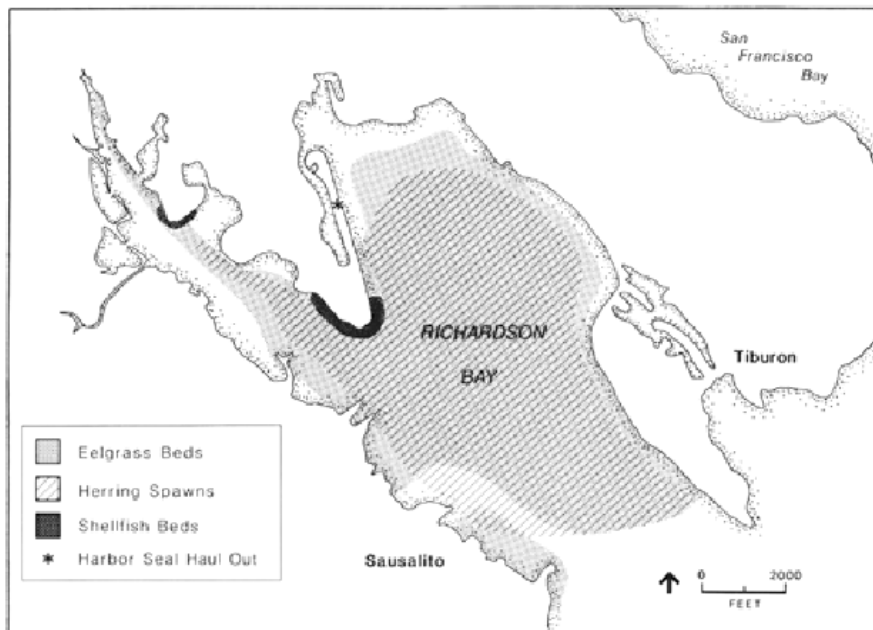 San
Francisco
Bay
RICHARDSON
BAY
Tiburon
Eelgrass Beds
Herring Spawns
Shellfish Beds
* Harbor Seal Haul Out
Sausalito
0 2000
FEET